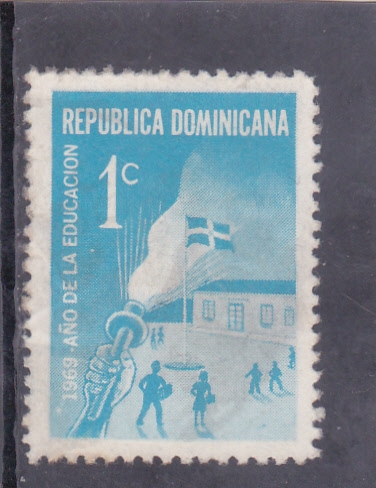 REPUBLICA DOMINICANA
1c
1969-AÑO DE LA EDUCACION